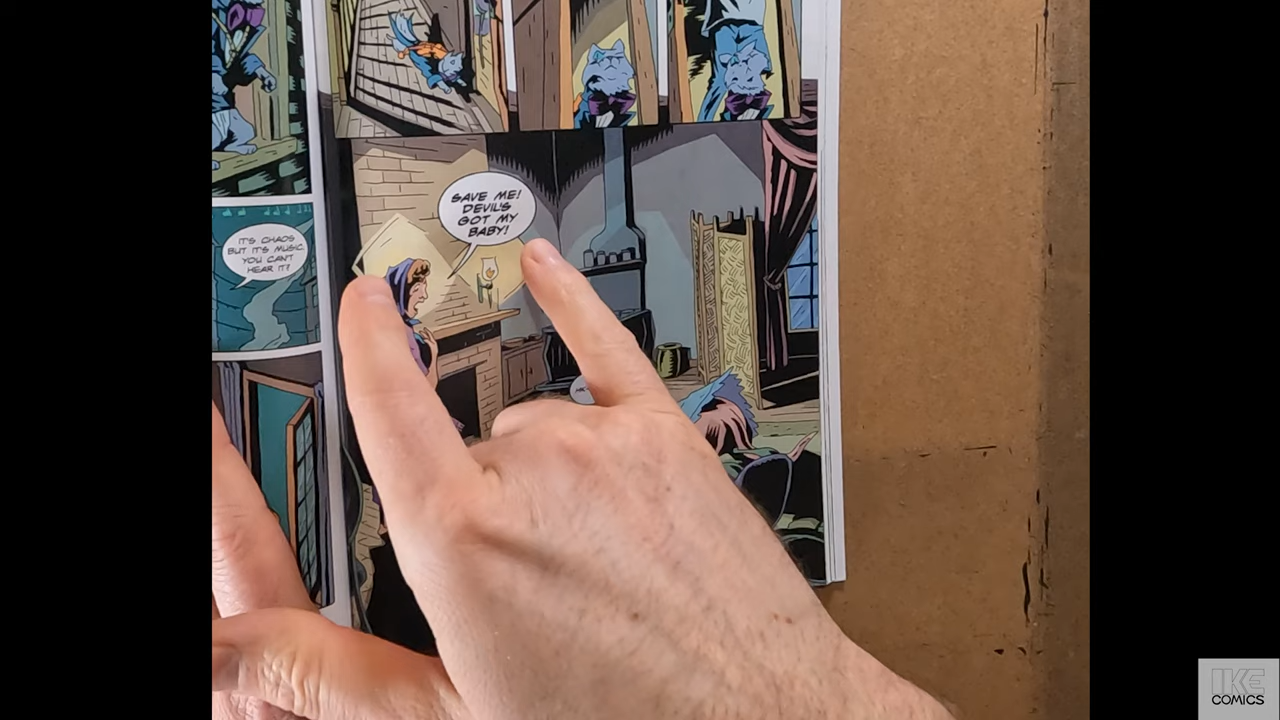 IT'S CHAOS
BUT IT'S MUSIC.
YOU CAN'T
HEAR IT?
SAVE ME!
DEVIL'S
GOT MY
BABY!
IKE
COMICS